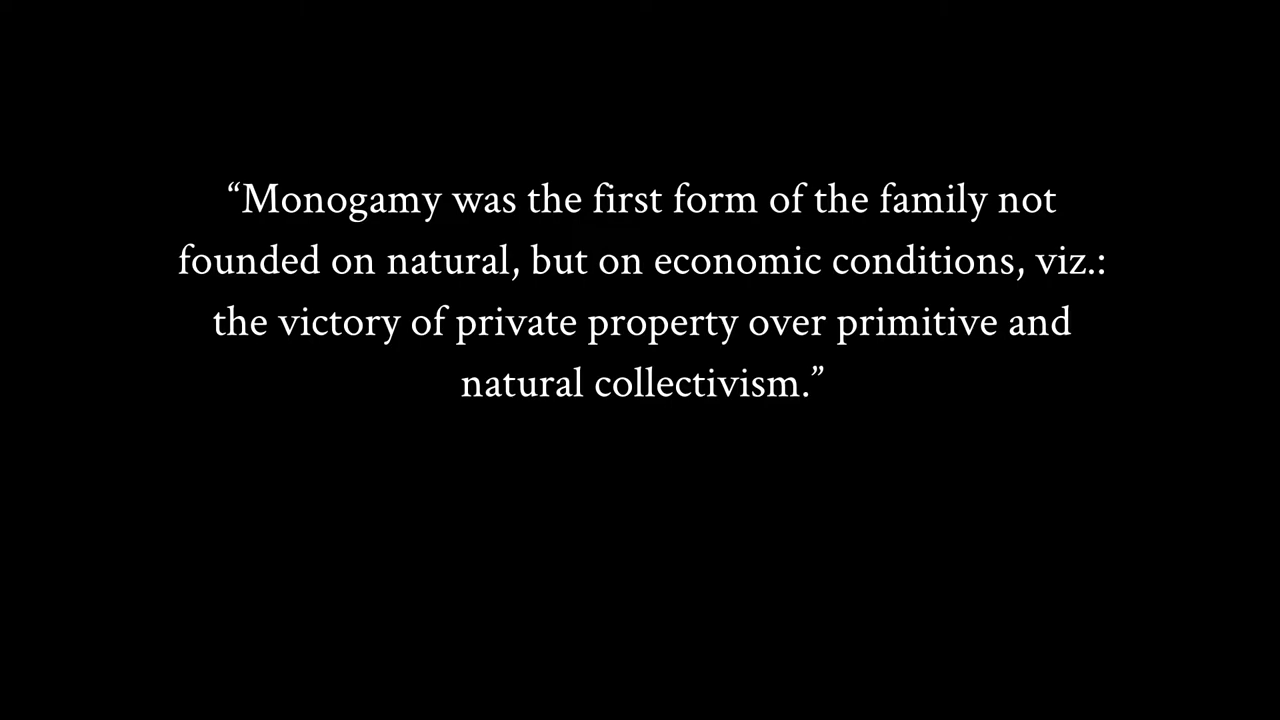 “Monogamy was the first form of the family not
founded on natural, but on economic conditions, viz.:
the victory of private property over primitive and
natural collectivism.”